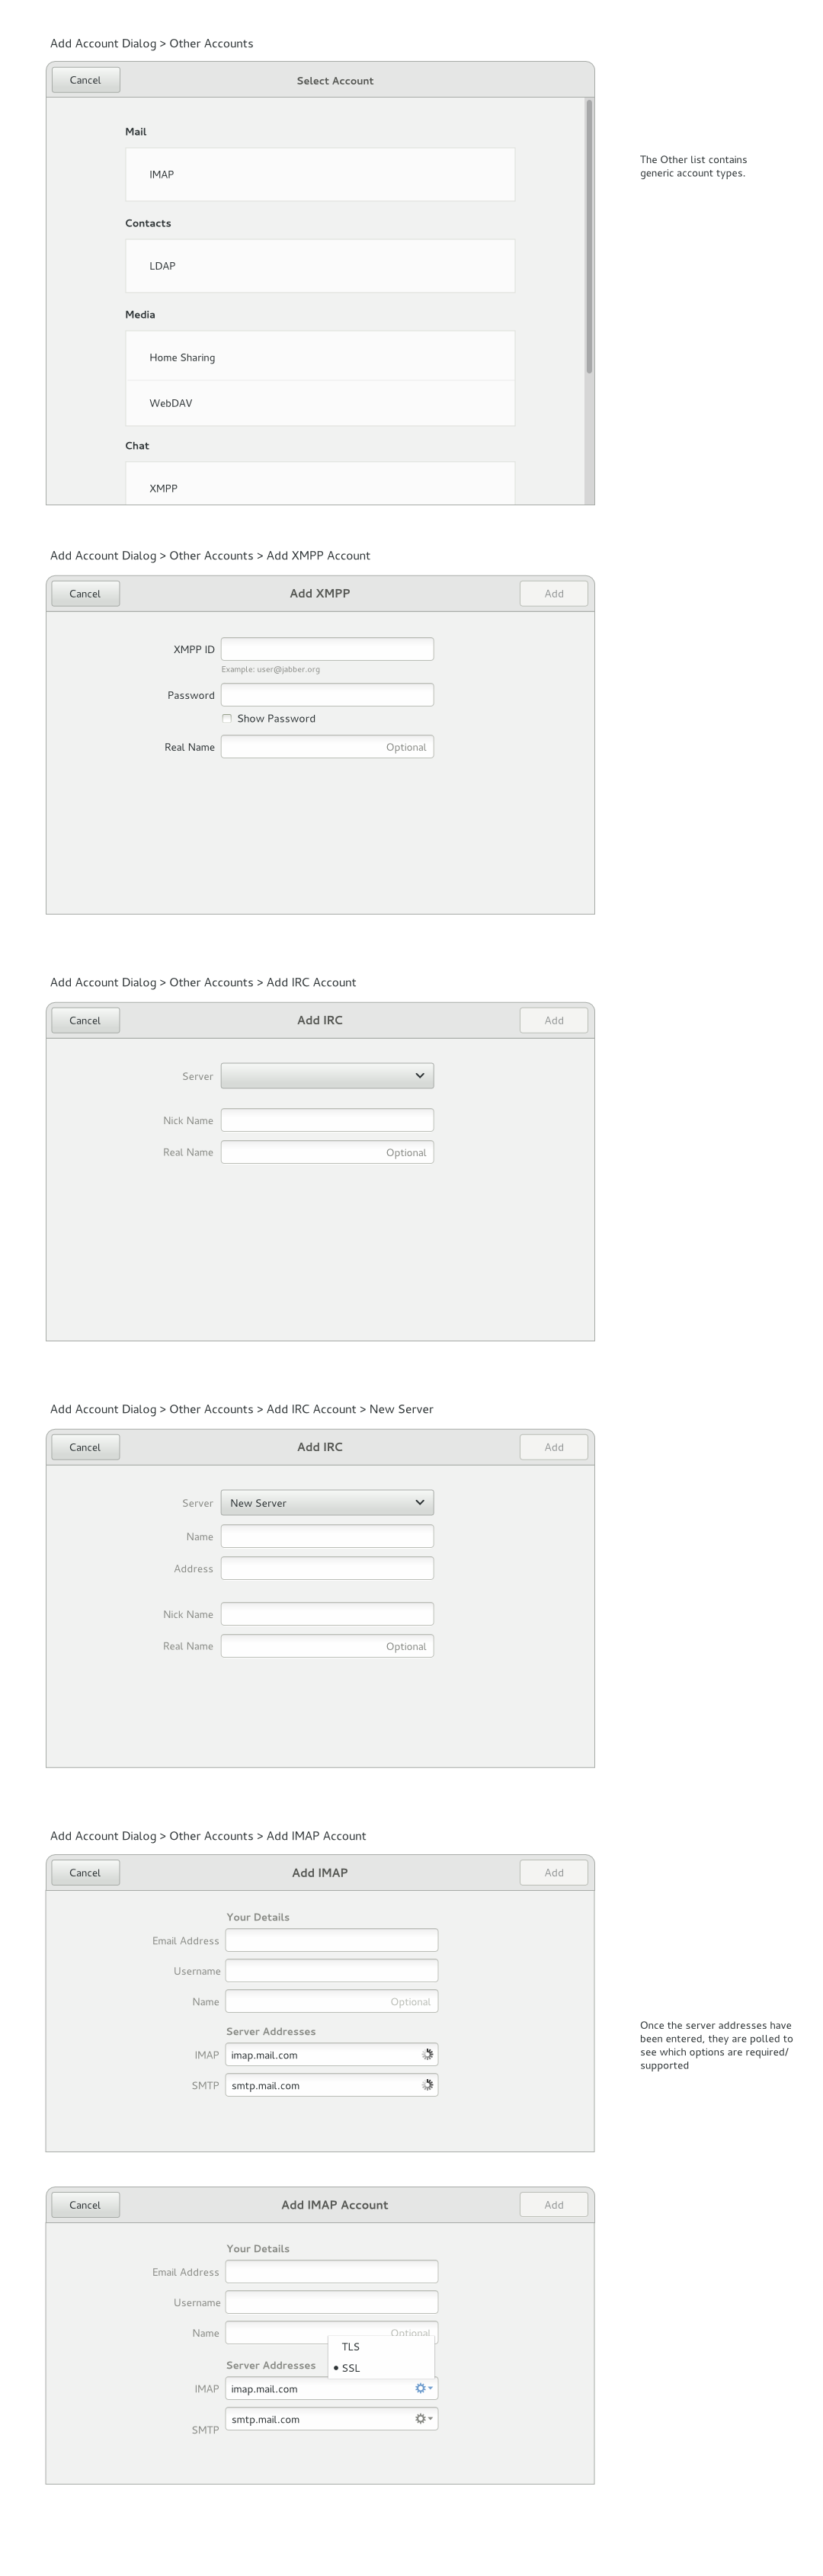 Add Account Dialog > Other Accounts
Cancel
Select Account
Mail
The Other list contains
generic account types.
IMAP
Contacts
LDAP
Media
Home Sharing
WebDAV
Chat
XMPP
Add Account Dialog > Other Accounts > Add XMPP Account
Cancel
Add XMPP
Add
XMPP ID
Example: user@jabber.org
Password
Show Password
Real Name
Optional
Add Account Dialog > Other Accounts > Add IRC Account
Cancel
Add IRC
Add
Server
Nick Name
Real Name
Optional
Add Account Dialog > Other Accounts > Add IRC Account > New Server
Cancel
Add IRC
Add
Server
New Server
Name
Address
Nick Name
Real Name
Optional
Add Account Dialog > Other Accounts > Add IMAP Account
Cancel
Add IMAP
Add
Your Details
Email Address
Username
Name
Optional
Server Addresses
IMAP
imap.mail.com
SMTP
smtp.mail.com
Once the server addresses have
been entered, they are polled to
see which options are required/
supported
Cancel
Add IMAP Account
Add
Your Details
Email Address
Username
Name
Optional
TLS
Server Addresses
SSL
IMAP
imap.mail.com
SMTP
smtp.mail.com